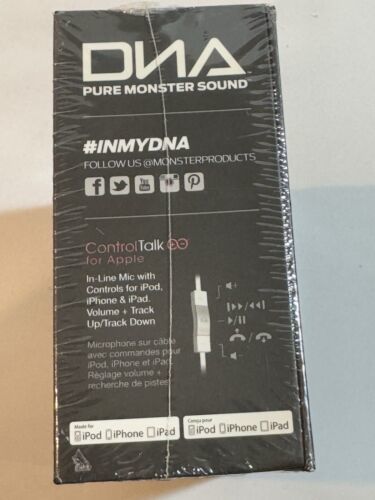 DNA
PURE MONSTER SOUND
#INMYDNA
FOLLOW US @MONSTERPRODUCTS
f You Tube
ControlTalk
for Apple
In-Line Mic with
Controls for iPod,
iPhone & iPad.
Volume + Track
Up/Track Down
Microphone sur câble
avec commandes pour
iPod, iPhone et iPad.
Réglage volume +
recherche de pistes
Made for
iPod iPhone iPad
Conçu pour
iPod iPhone iPad